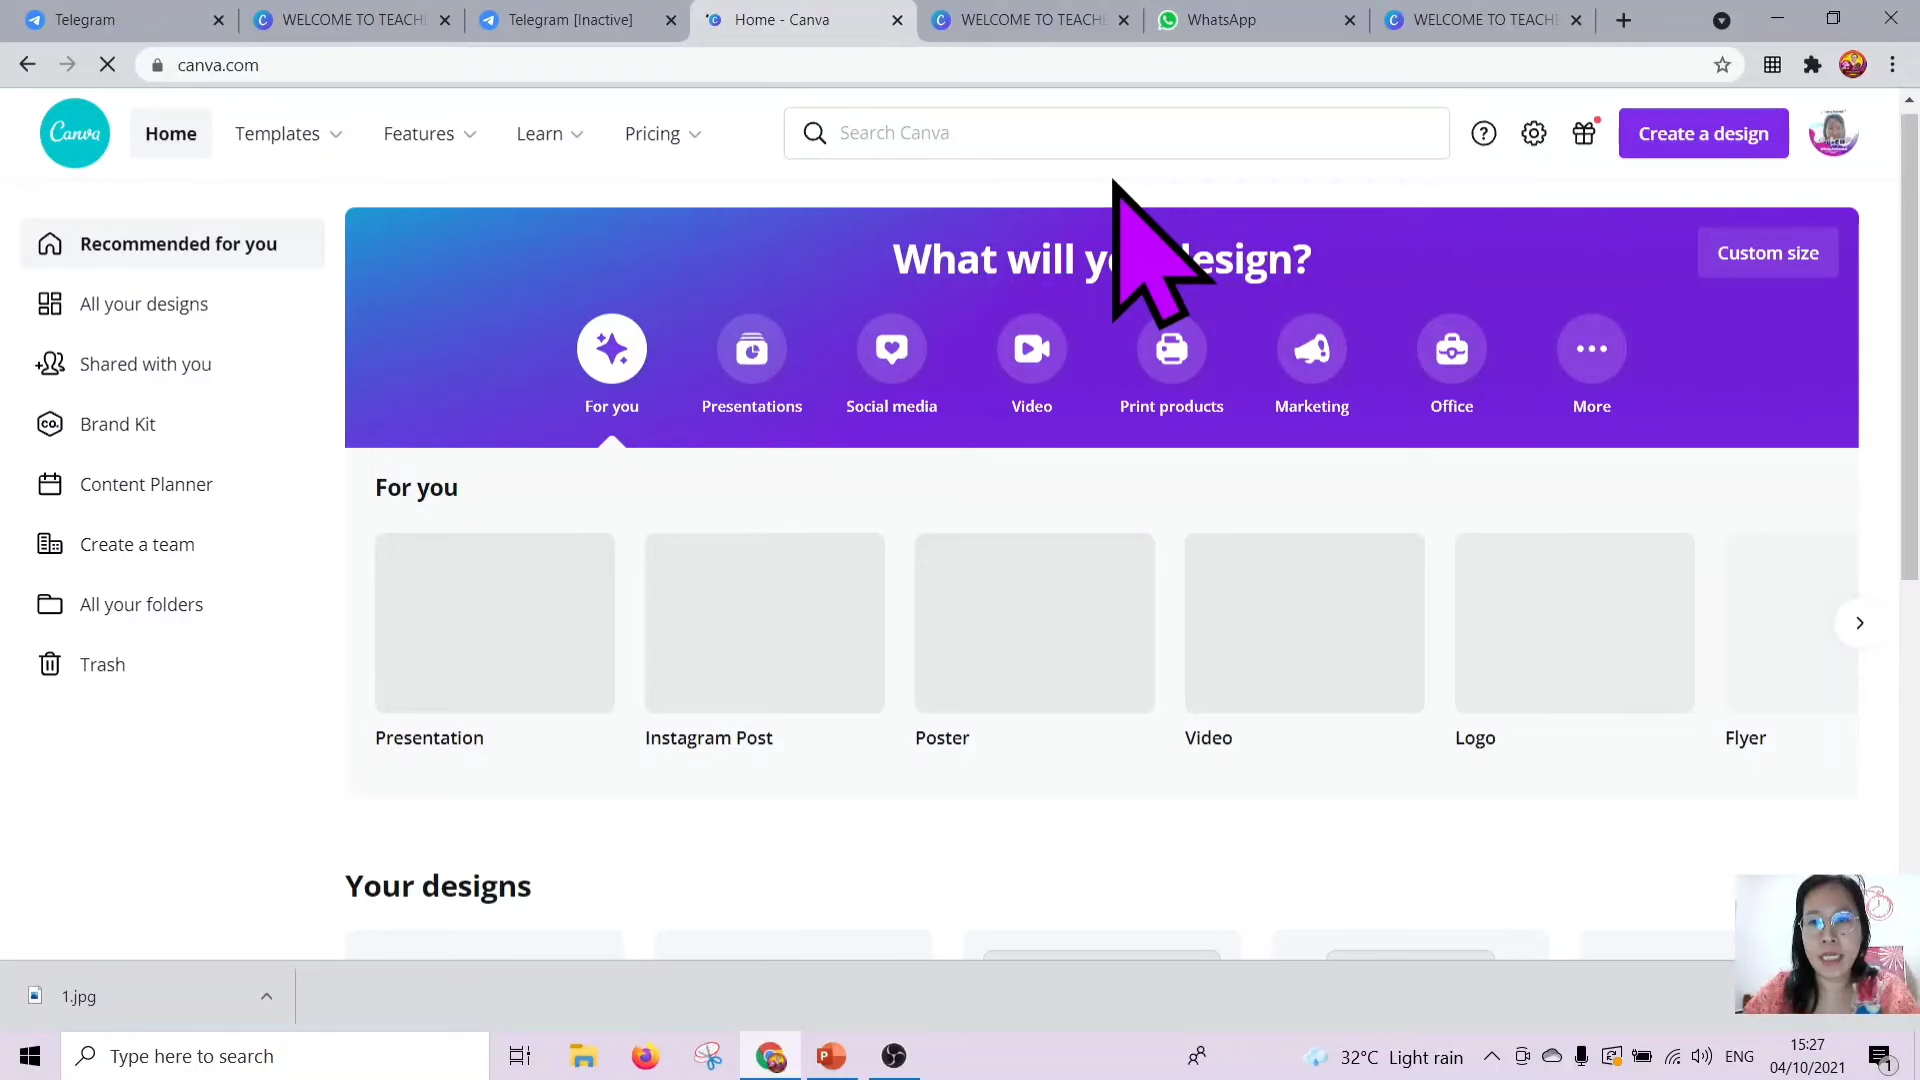 Telegram
WELCOME TO TEACH
Telegram [Inactive]
Home - Canva
WELCOME TO TEACHE
WhatsApp
WELCOME TO TEACHE
canva.com
Canva
Home
Templates
Features
Learn
Pricing
Search Canva
Create a design
Recommended for you
All your designs
Shared with you
Brand Kit
CO.
Content Planner
Create a team
All your folders
Trash
What will y esign?
Custom size
For you
Presentations
Social media
Video
Print products
Marketing
Office
More
For you
Presentation
Instagram Post
Poster
Video
Logo
Flyer
Your designs
1.jpg
Type here to search
32°C Light rain
ENG
15:27
04/10/2021
1